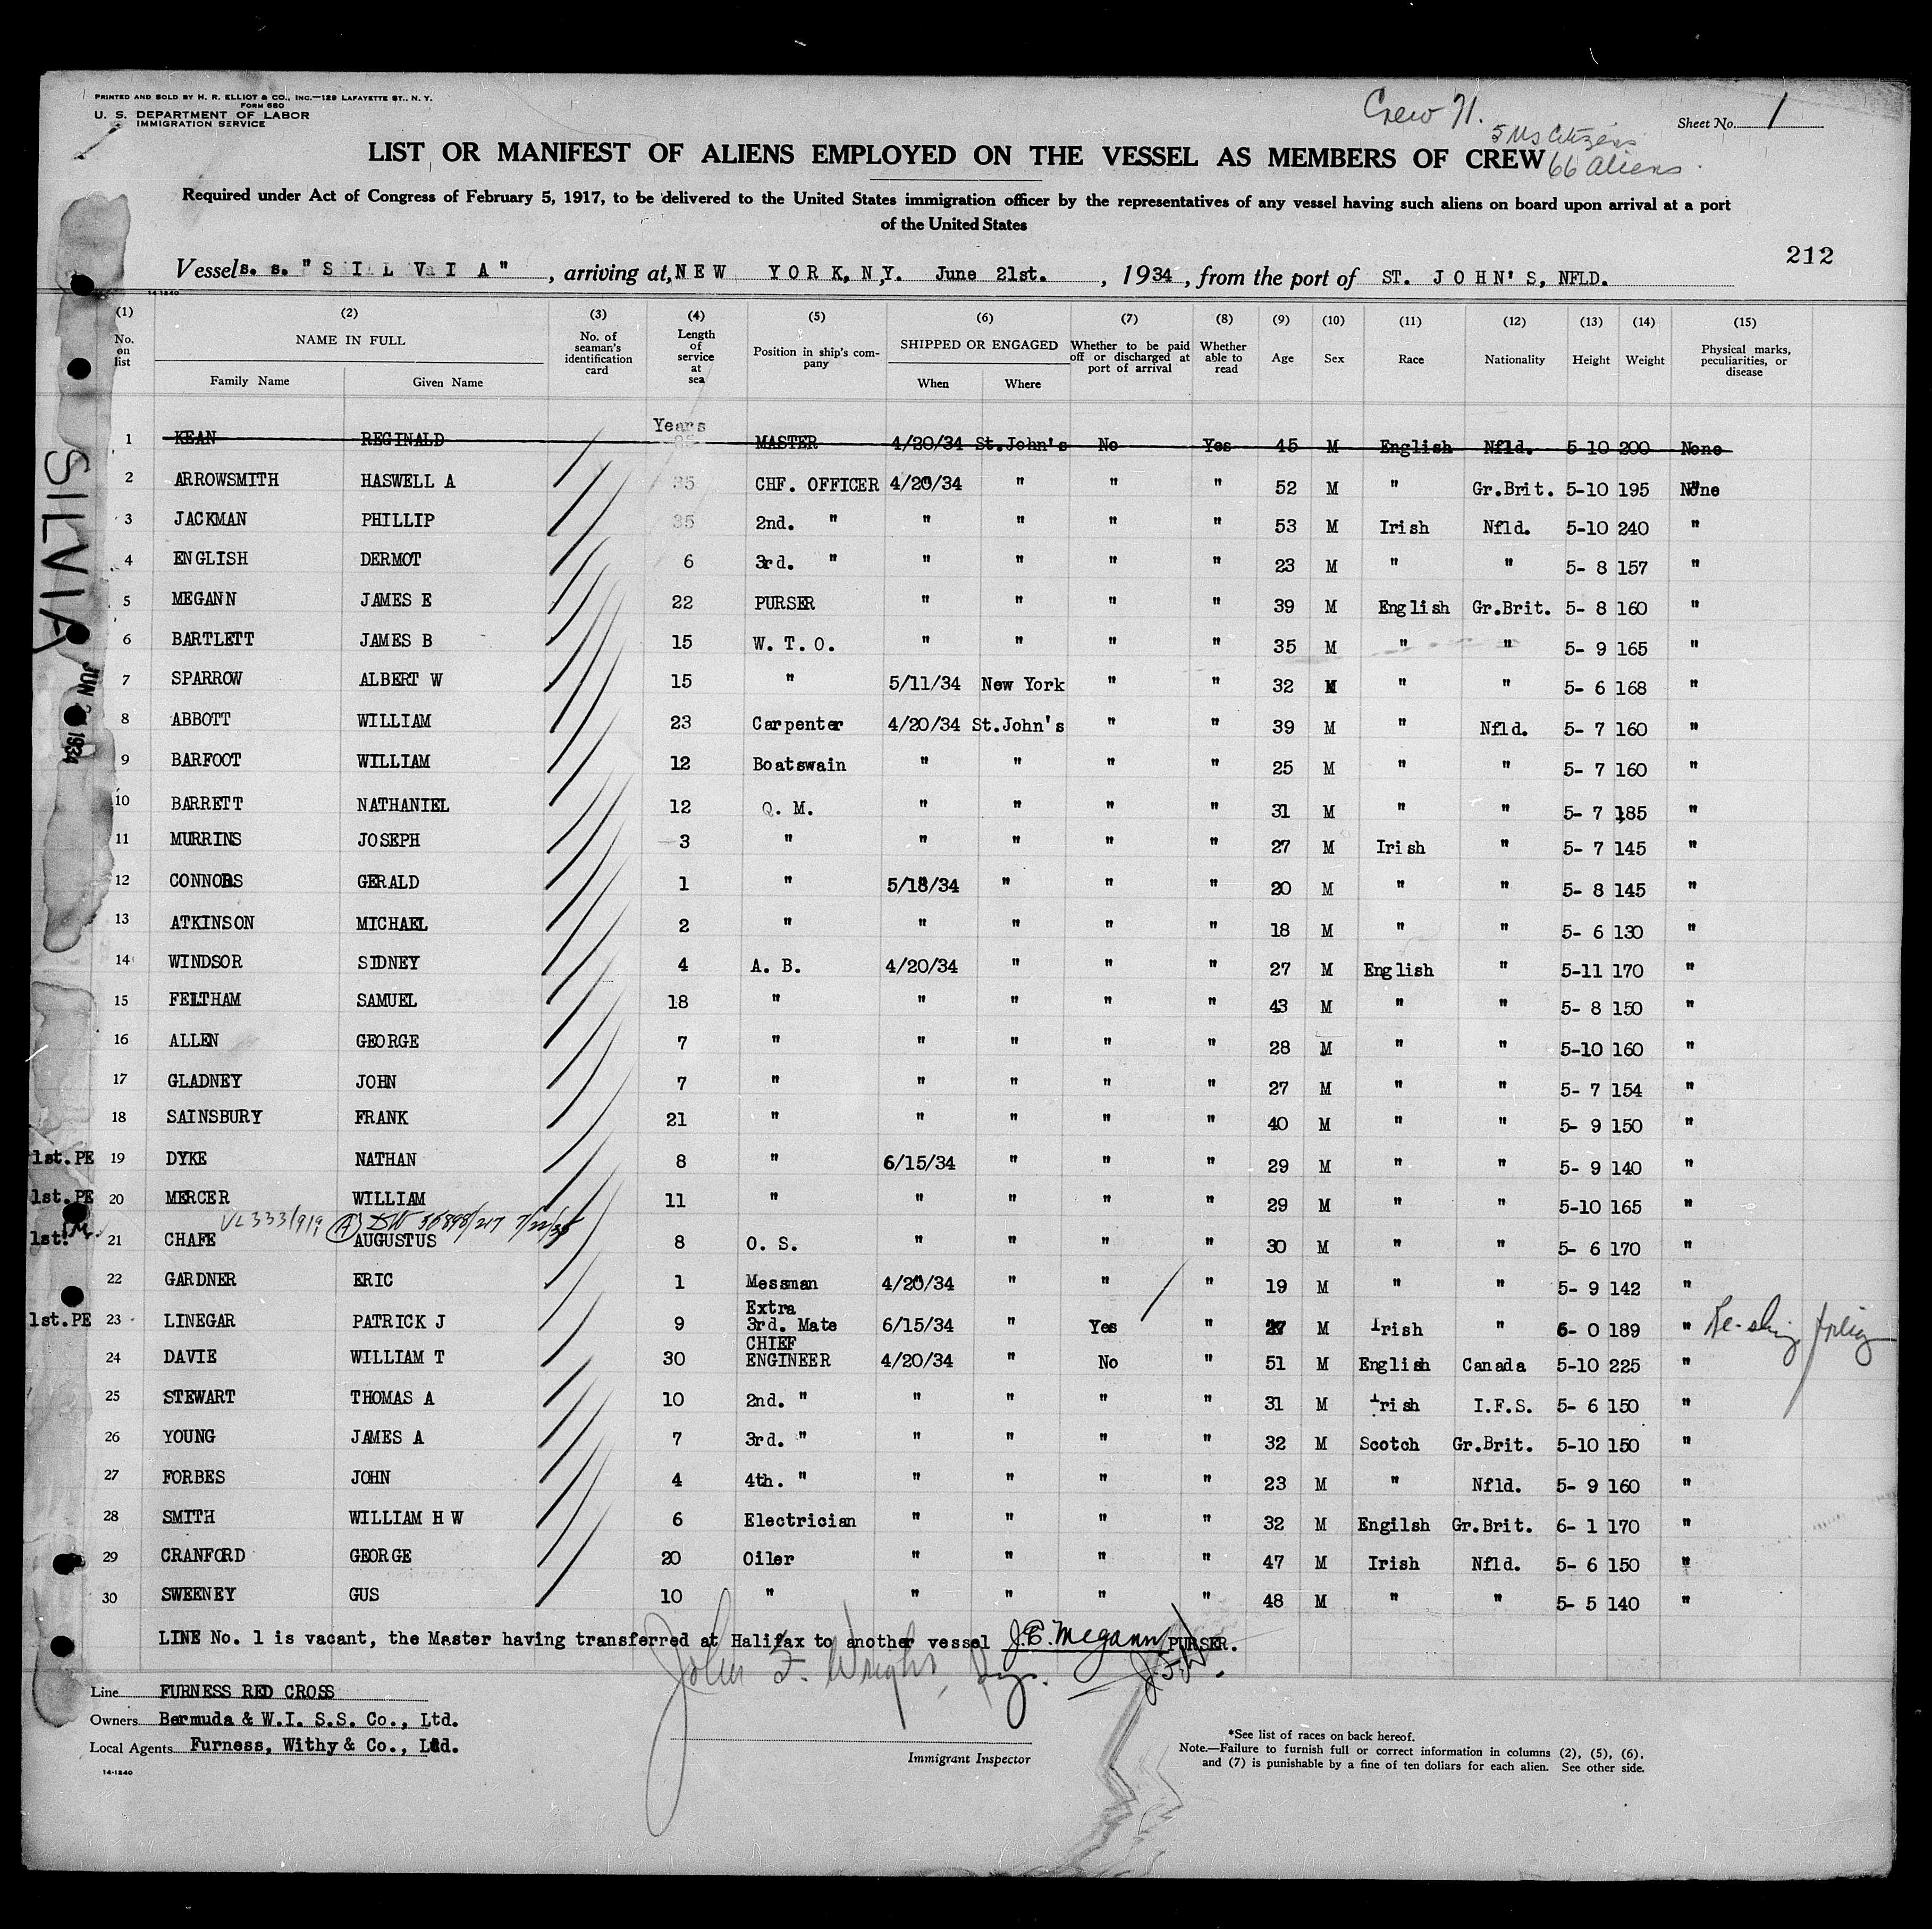 PRINTED AND SOLD BY H. R. ELLIOT & CO., INC.—129 LAFAYETTE ST., N. Y.
FORM 680
U. S. DEPARTMENT OF LABOR
IMMIGRATION SERVICE
Crew 71.
5 US Citizens
66 aliens
Sheet No. 1
LIST OR MANIFEST OF ALIENS EMPLOYED ON THE VESSEL AS MEMBERS OF CREW
Required under Act of Congress of February 5, 1917, to be delivered to the United States immigration officer by the representatives of any vessel having such aliens on board upon arrival at a port
of the United States
212
Vessel s. s. "S I L V I A" , arriving at, NEW YORK, N,Y. June 21st. , 1934 , from the port of ST. JOHN'S, NFLD.
14-1240
(1) (2) (3) (4) (5) (6) (7) (8) (9) (10) (11) (12) (13) (14) (15)
No. on list NAME IN FULL No. of seaman's identification card Length of service at sea Position in ship's company SHIPPED OR ENGAGED Whether to be paid off or discharged at port of arrival Whether able to read Age Sex Race Nationality Height Weight Physical marks, peculiarities, or disease
Family Name Given Name When Where
Years
1 KEAN REGINALD MASTER 4/20/34 St.John's No Yes 45 M English Nfld. 5-10 200 None
2 ARROWSMITH HASWELL A 35 CHF. OFFICER 4/20/34 " " " 52 M " Gr.Brit. 5-10 195 None
3 JACKMAN PHILLIP 35 2nd. " " " " " 53 M Irish Nfld. 5-10 240 "
4 ENGLISH DERMOT 6 3rd. " " " " " 23 M " " 5- 8 157 "
5 MEGANN JAMES E 22 PURSER " " " " 39 M English Gr.Brit. 5- 8 160 "
6 BARTLETT JAMES B 15 W. T. O. " " " " 35 M " " 5- 9 165 "
7 SPARROW ALBERT W 15 " 5/11/34 New York " " 32 M " " 5- 6 168 "
8 ABBOTT WILLIAM 23 Carpenter 4/20/34 St.John's " " 39 M " Nfld. 5- 7 160 "
9 BARFOOT WILLIAM 12 Boatswain " " " " 25 M " " 5- 7 160 "
10 BARRETT NATHANIEL 12 Q. M. " " " " 31 M " " 5- 7 185 "
11 MURRINS JOSEPH 3 " " " " " 27 M Irish " 5- 7 145 "
12 CONNORS GERALD 1 " 5/18/34 " " " 20 M " " 5- 8 145 "
13 ATKINSON MICHAEL 2 " " " " " 18 M " " 5- 6 130 "
14 WINDSOR SIDNEY 4 A. B. 4/20/34 " " " 27 M English " 5-11 170 "
15 FELTHAM SAMUEL 18 " " " " " 43 M " " 5- 8 150 "
16 ALLEN GEORGE 7 " " " " " 28 M " " 5-10 160 "
17 GLADNEY JOHN 7 " " " " " 27 M " " 5- 7 154 "
18 SAINSBURY FRANK 21 " " " " " 40 M " " 5- 9 150 "
1st.PE 19 DYKE NATHAN 8 " 6/15/34 " " " 29 M " " 5- 9 140 "
1st.PE 20 MERCER WILLIAM 11 " " " " " 29 M " " 5-10 165 "
VL 333/919 (A)
1st. 21 CHAFE AUGUSTUS 8 O. S. " " " " 30 M " " 5- 6 170 "
22 GARDNER ERIC 1 Messman 4/20/34 " " " 19 M " " 5- 9 142 "
1st.PE 23 LINEGAR PATRICK J 9 Extra 3rd. Mate 6/15/34 " Yes " 27 M Irish " 6- 0 189 "
24 DAVIE WILLIAM T 30 CHIEF ENGINEER 4/20/34 " No " 51 M English Canada 5-10 225 "
25 STEWART THOMAS A 10 2nd. " " " " " 31 M Irish I.F.S. 5- 6 150 "
26 YOUNG JAMES A 7 3rd. " " " " " 32 M Scotch Gr.Brit. 5-10 150 "
27 FORBES JOHN 4 4th. " " " " " 23 M " Nfld. 5- 9 160 "
28 SMITH WILLIAM H W 6 Electrician " " " " 32 M Engilsh Gr.Brit. 6- 1 170 "
29 CRANFORD GEORGE 20 Oiler " " " " 47 M Irish Nfld. 5- 6 150 "
30 SWEENEY GUS 10 " " " " " 48 M " " 5- 5 140 "
LINE No. 1 is vacant, the Master having transferred at Halifax to another vessel J.E. Megann PURSER.
John F. Wright J.F.W.
Line FURNESS RED CROSS
Owners Bermuda & W.I. S.S. Co., Ltd.
Local Agents Furness, Withy & Co., Ltd.
14-1240
Immigrant Inspector
*See list of races on back hereof.
Note.—Failure to furnish full or correct information in columns (2), (5), (6),
and (7) is punishable by a fine of ten dollars for each alien. See other side.
SILVIA
JUN 1934